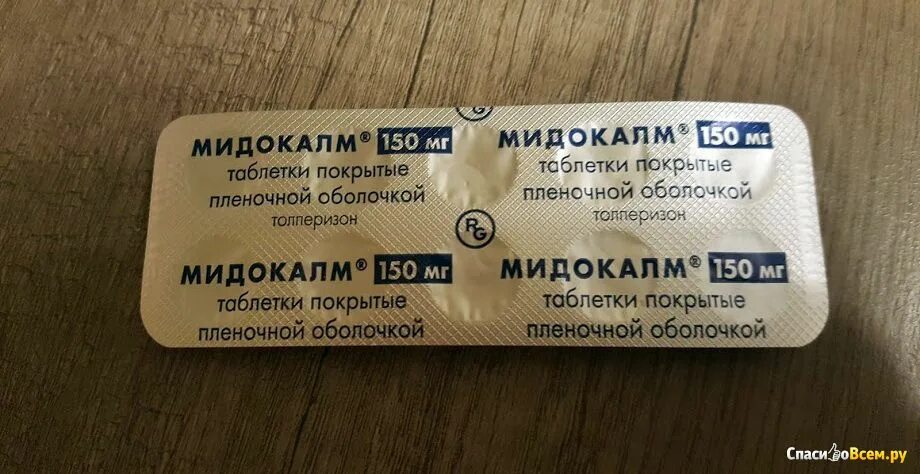 МИДОКАЛМ® 150 мг
таблетки покрытые
пленочной оболочкой
толперизон
МИДОКАЛМ® 150 мг
таблетки покрытые
пленочной оболочкой
толперизон
RG
МИДОКАЛМ® 150 мг
таблетки покрытые
пленочной оболочкой
МИДОКАЛМ® 150 мг
таблетки покрытые
пленочной оболочкой
СпасибоВсем.ру